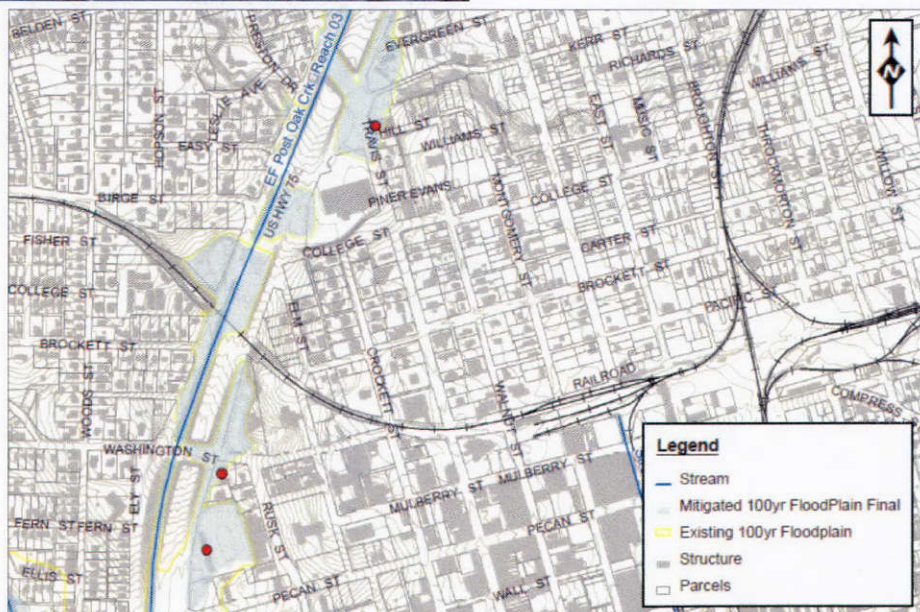 BELDEN ST
PRESTON DR
EVERGREEN ST
KERR ST
RICHARDS ST
WILLIAMS ST
N
HOPSON ST
LESLIE AVE
EF Post Oak Crk. Reach 03
US HWY 75
EASY ST
TRAVIS ST
HILL ST
WILLIAMS ST
EAST ST
MUSIC ST
BROUGHTON ST
THROCKMORTON ST
WILLOW ST
BIRGE ST
PINER EVANS
MONTGOMERY ST
COLLEGE ST
FISHER ST
COLLEGE ST
CARTER ST
COLLEGE ST
BROCKETT ST
PACIFIC ST
ELM ST
BROCKETT ST
WOODS ST
CROCKETT ST
WALNUT ST
RAILROAD
COMPRESS
WASHINGTON ST
ELY ST
MULBERRY ST
MULBERRY ST
FERN ST
FERN ST
RUSK ST
PECAN ST
ELLIS ST
PECAN ST
WALL ST
Legend
Stream
Mitigated 100yr FloodPlain Final
Existing 100yr Floodplain
Structure
Parcels